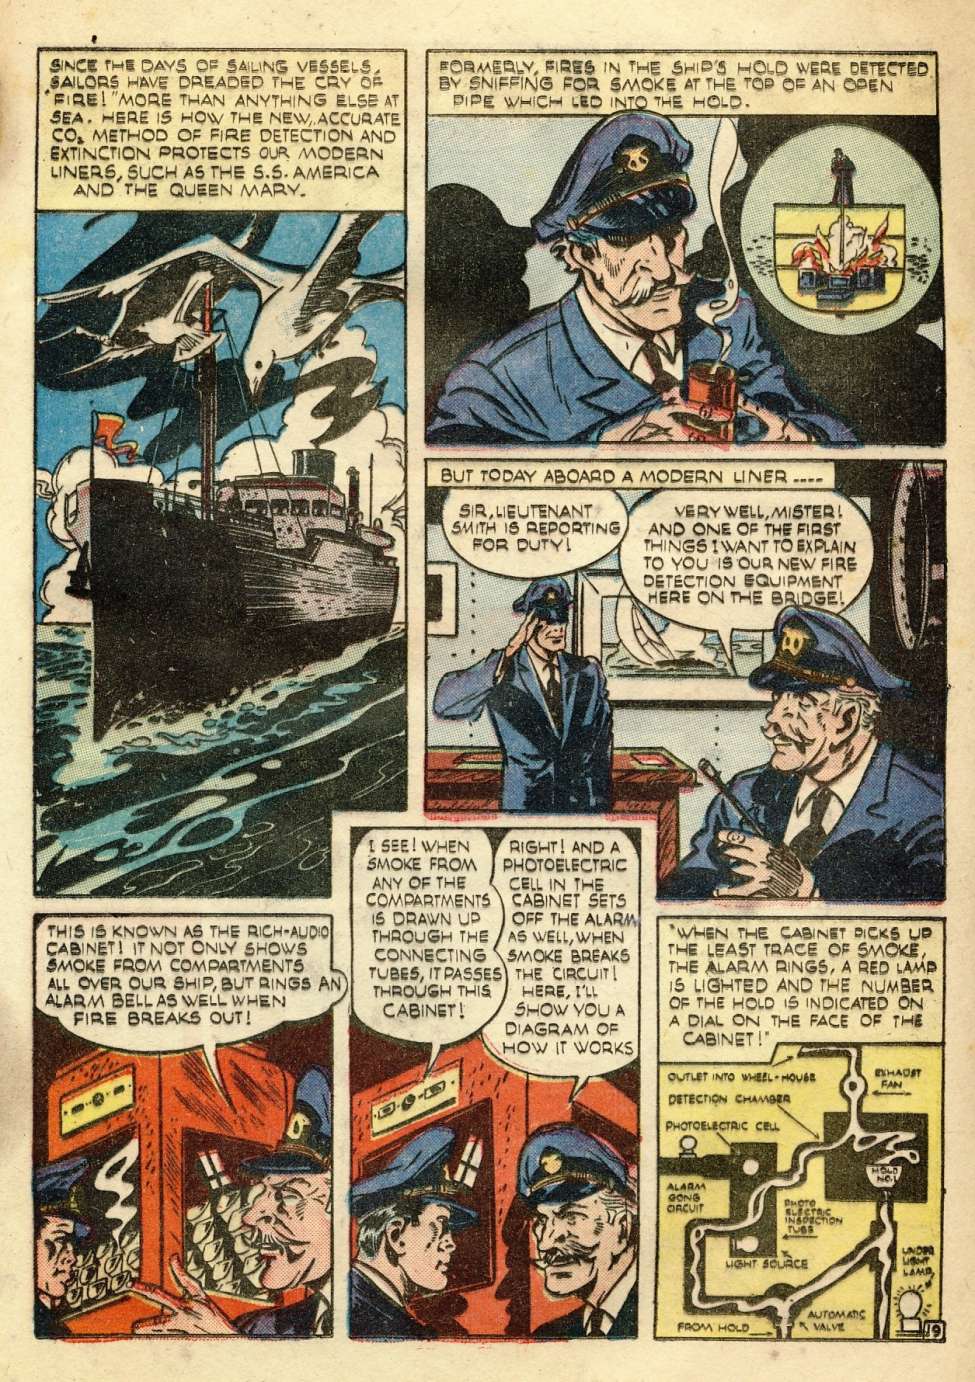 SINCE THE DAYS OF SAILING VESSELS,
SAILORS HAVE DREADED THE CRY OF
"FIRE!" MORE THAN ANYTHING ELSE AT
SEA. HERE IS HOW THE NEW, ACCURATE
CO₂ METHOD OF FIRE DETECTION AND
EXTINCTION PROTECTS OUR MODERN
LINERS, SUCH AS THE S.S. AMERICA
AND THE QUEEN MARY.
FORMERLY, FIRES IN THE SHIP'S HOLD WERE DETECTED
BY SNIFFING FOR SMOKE AT THE TOP OF AN OPEN
PIPE WHICH LED INTO THE HOLD.
BUT TODAY ABOARD A MODERN LINER ----
SIR, LIEUTENANT
SMITH IS REPORTING
FOR DUTY!
VERY WELL, MISTER!
AND ONE OF THE FIRST
THINGS I WANT TO EXPLAIN
TO YOU IS OUR NEW FIRE
DETECTION EQUIPMENT
HERE ON THE BRIDGE!
THIS IS KNOWN AS THE RICH-AUDIO
CABINET! IT NOT ONLY SHOWS
SMOKE FROM COMPARTMENTS
ALL OVER OUR SHIP, BUT RINGS AN
ALARM BELL AS WELL WHEN
FIRE BREAKS OUT!
I SEE! WHEN
SMOKE FROM
ANY OF THE
COMPARTMENTS
IS DRAWN UP
THROUGH THE
CONNECTING
TUBES, IT PASSES
THROUGH THIS
CABINET!
RIGHT! AND A
PHOTOELECTRIC
CELL IN THE
CABINET SETS
OFF THE ALARM
AS WELL, WHEN
SMOKE BREAKS
THE CIRCUIT!
HERE, I'LL
SHOW YOU A
DIAGRAM OF
HOW IT WORKS
"WHEN THE CABINET PICKS UP
THE LEAST TRACE OF SMOKE,
THE ALARM RINGS, A RED LAMP
IS LIGHTED AND THE NUMBER
OF THE HOLD IS INDICATED ON
A DIAL ON THE FACE OF THE
CABINET!"
OUTLET INTO WHEEL-HOUSE
EXHAUST
FAN
DETECTION CHAMBER
PHOTOELECTRIC CELL
HOLD
NO.1
ALARM
GONG
CIRCUIT
PHOTO
ELECTRIC
INSPECTION
TUBE
LIGHT SOURCE
UNDER
LIGHT
LAMP
AUTOMATIC
VALVE
FROM HOLD
19